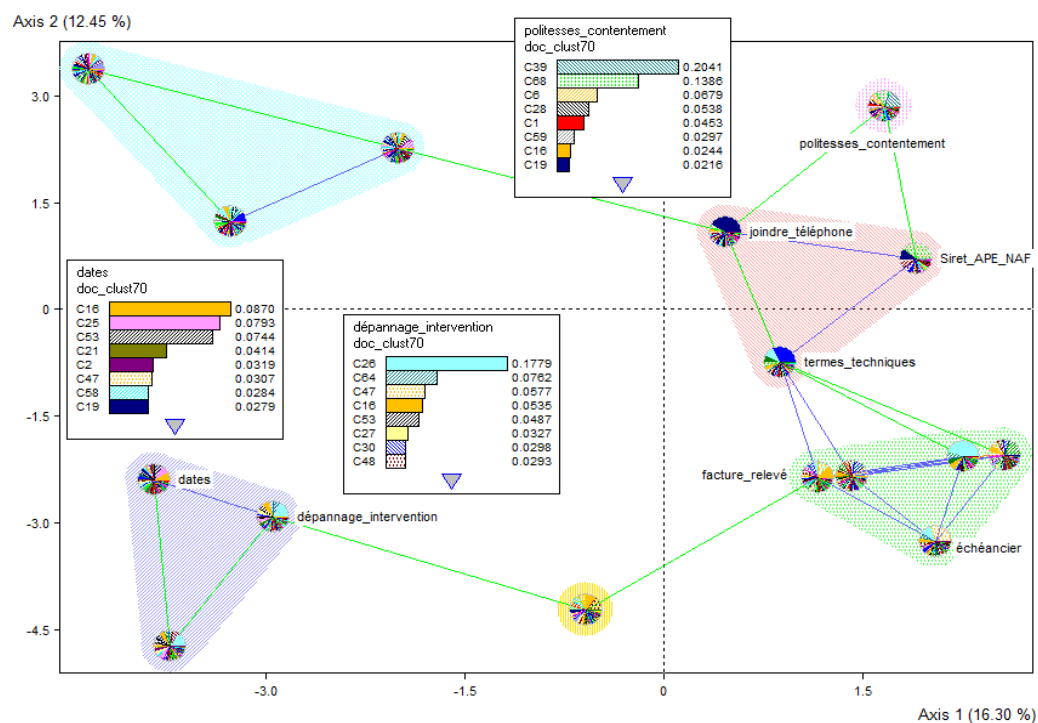 Axis 2 (12.45 %)
politesses_contentement
doc_clust70
C39 0.2041
C68 0.1386
C6 0.0679
C28 0.0538
C1 0.0453
C59 0.0297
C16 0.0244
C19 0.0216
3.0
politesses_contentement
1.5
joindre_téléphone
Siret_APE_NAF
dates
doc_clust70
C16 0.0870
C25 0.0793
C53 0.0744
C21 0.0414
C2 0.0319
C47 0.0307
C58 0.0284
C19 0.0279
0
dépannage_intervention
doc_clust70
C26 0.1779
C64 0.0762
C47 0.0577
C16 0.0535
C53 0.0487
C27 0.0327
C30 0.0298
C48 0.0293
termes_techniques
-1.5
dates
facture_relevé
-3.0
dépannage_intervention
échéancier
-4.5
-3.0 -1.5 0 1.5
Axis 1 (16.30 %)